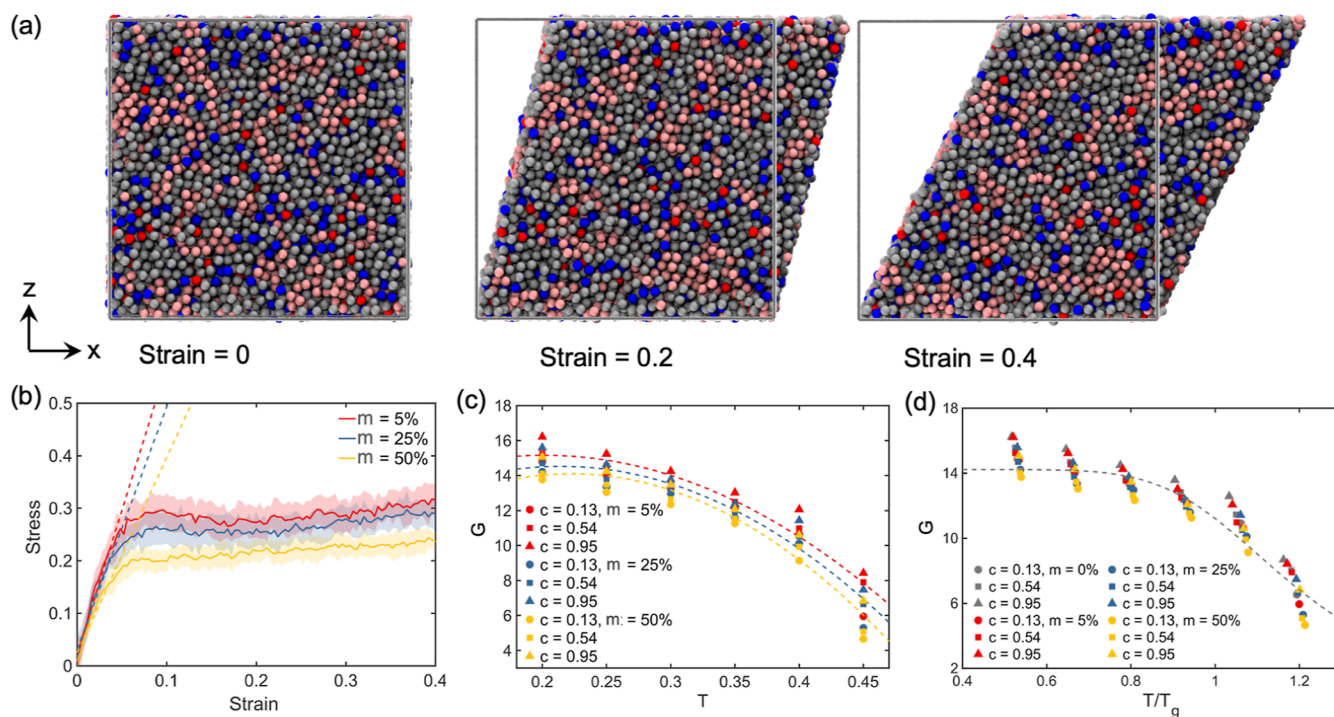 (a)
z
x
Strain = 0
Strain = 0.2
Strain = 0.4
(b)
0.5
0.4
0.3
0.2
0.1
0
Stress
m = 5%
m = 25%
m = 50%
0
0.1
0.2
0.3
0.4
Strain
(c)
G
18
16
14
12
10
8
6
4
c = 0.13, m = 5%
c = 0.54
c = 0.95
c = 0.13, m = 25%
c = 0.54
c = 0.95
c = 0.13, m: = 50%
c = 0.54
c = 0.95
0.2
0.25
0.3
0.35
0.4
0.45
T
(d)
G
18
14
10
6
2
c = 0.13, m = 0%
c = 0.54
c = 0.95
c = 0.13, m = 5%
c = 0.54
c = 0.95
c = 0.13, m = 25%
c = 0.54
c = 0.95
c = 0.13, m = 50%
c = 0.54
c = 0.95
0.4
0.6
0.8
1
1.2
T/Tg